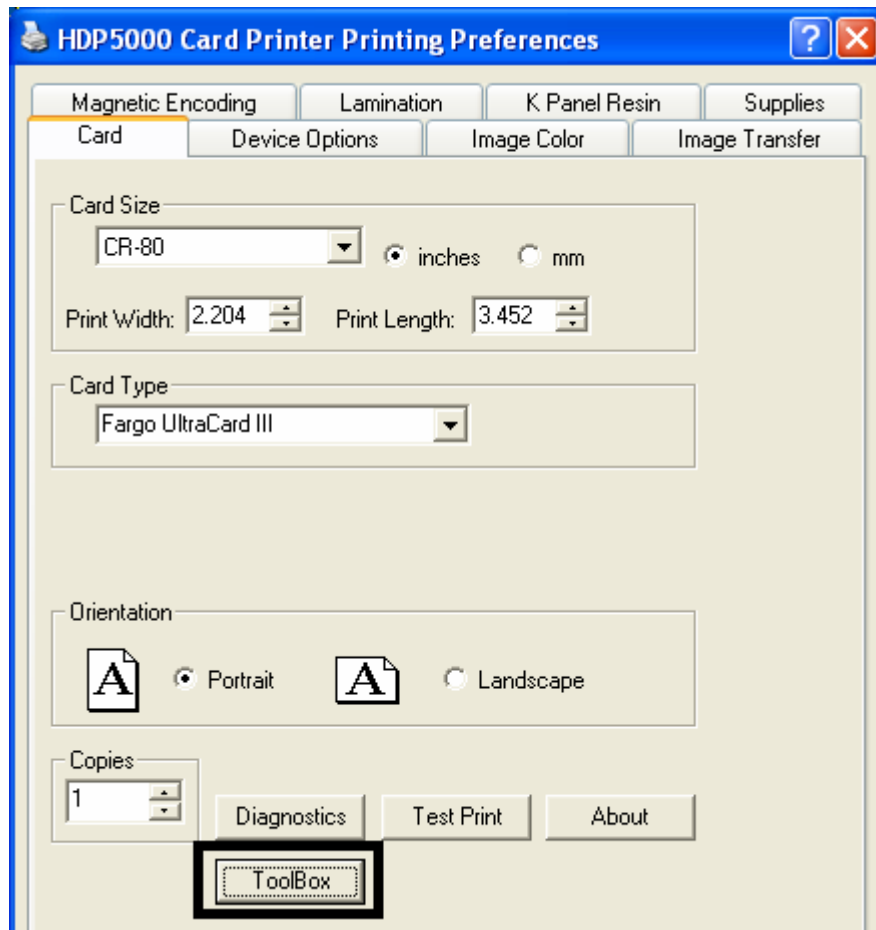 HDP5000 Card Printer Printing Preferences
Magnetic Encoding Lamination K Panel Resin Supplies
Card Device Options Image Color Image Transfer
Card Size
CR-80 inches mm
Print Width: 2.204 Print Length: 3.452
Card Type
Fargo UltraCard III
Orientation
A Portrait A Landscape
Copies
1 Diagnostics Test Print About
ToolBox